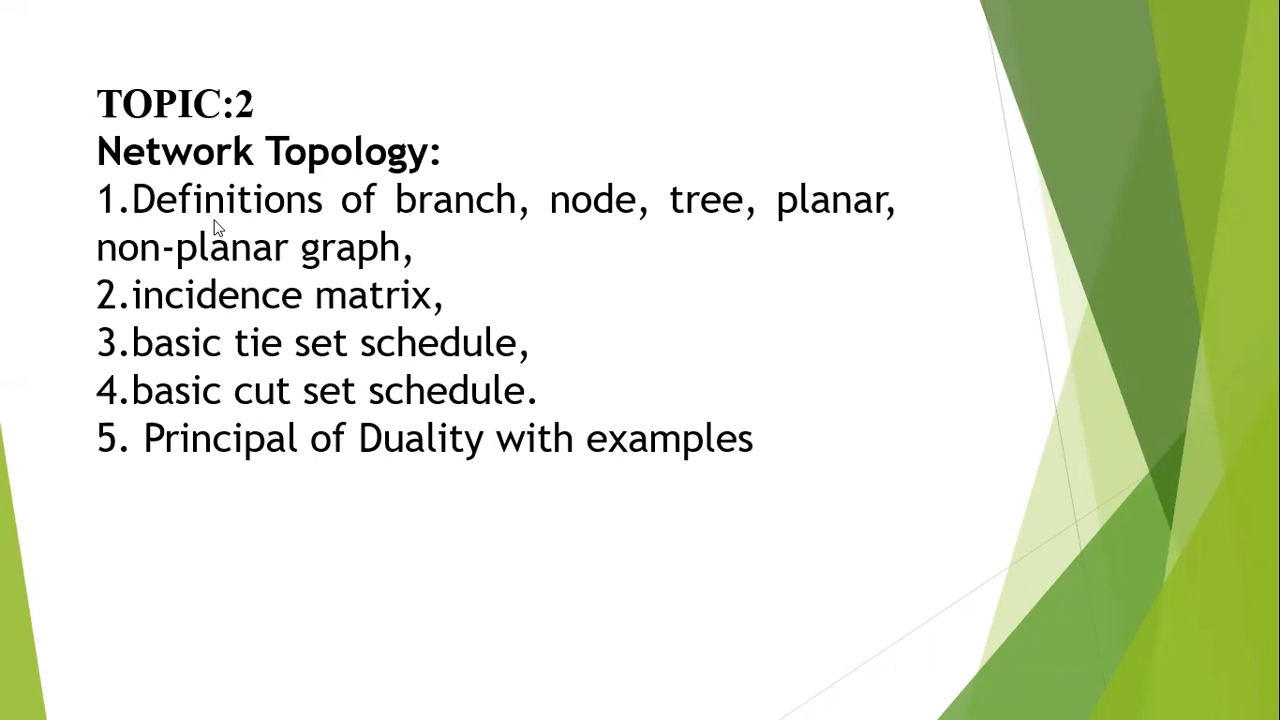 TOPIC:2
Network Topology:
1.Definitions of branch, node, tree, planar,
non-planar graph,
2.incidence matrix,
3.basic tie set schedule,
4.basic cut set schedule.
5. Principal of Duality with examples